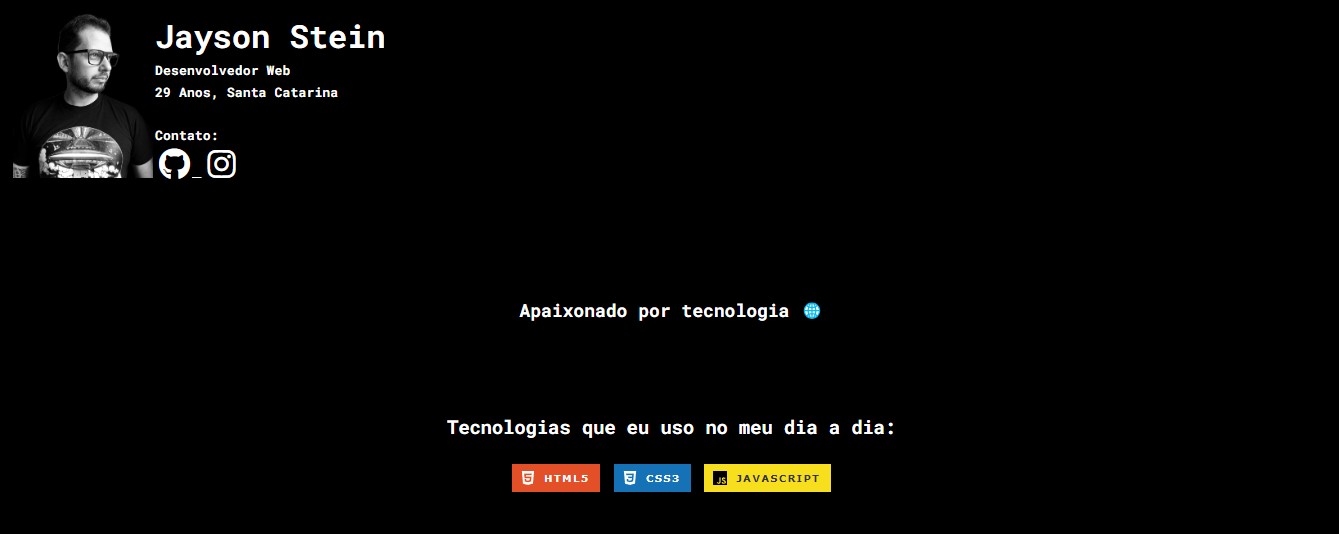 Jayson Stein
Desenvolvedor Web
29 Anos, Santa Catarina
Contato:
Apaixonado por tecnologia
Tecnologias que eu uso no meu dia a dia:
HTML5 CSS3 JS JAVASCRIPT